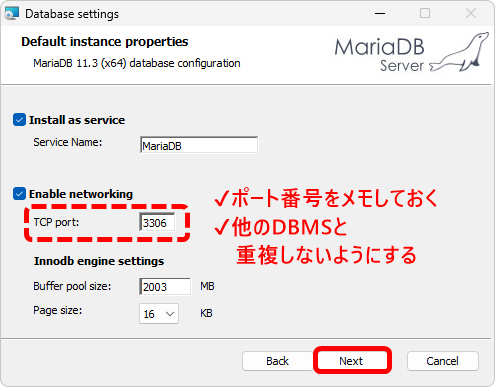 Database settings
Default instance properties
MariaDB 11.3 (x64) database configuration
MariaDB
Server
Install as service
Service Name: MariaDB
Enable networking
TCP port: 3306
✓ポート番号をメモしておく
✓他のDBMSと
重複しないようにする
Innodb engine settings
Buffer pool size: 2003 MB
Page size: 16 KB
Back Next Cancel